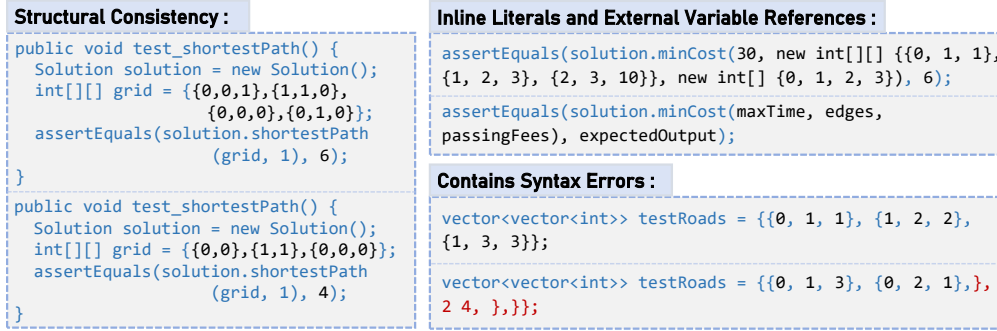 Structural Consistency :
public void test_shortestPath() {
Solution solution = new Solution();
int[][] grid = {{0,0,1},{1,1,0},
{0,0,0},{0,1,0}};
assertEquals(solution.shortestPath
(grid, 1), 6);
}
public void test_shortestPath() {
Solution solution = new Solution();
int[][] grid = {{0,0},{1,1},{0,0,0}};
assertEquals(solution.shortestPath
(grid, 1), 4);
}
Inline Literals and External Variable References :
assertEquals(solution.minCost(30, new int[][] {{0, 1, 1},
{1, 2, 3}, {2, 3, 10}}, new int[] {0, 1, 2, 3}), 6);
assertEquals(solution.minCost(maxTime, edges,
passingFees), expectedOutput);
Contains Syntax Errors :
vector<vector<int>> testRoads = {{0, 1, 1}, {1, 2, 2},
{1, 3, 3}};
vector<vector<int>> testRoads = {{0, 1, 3}, {0, 2, 1},},
2 4, },}};